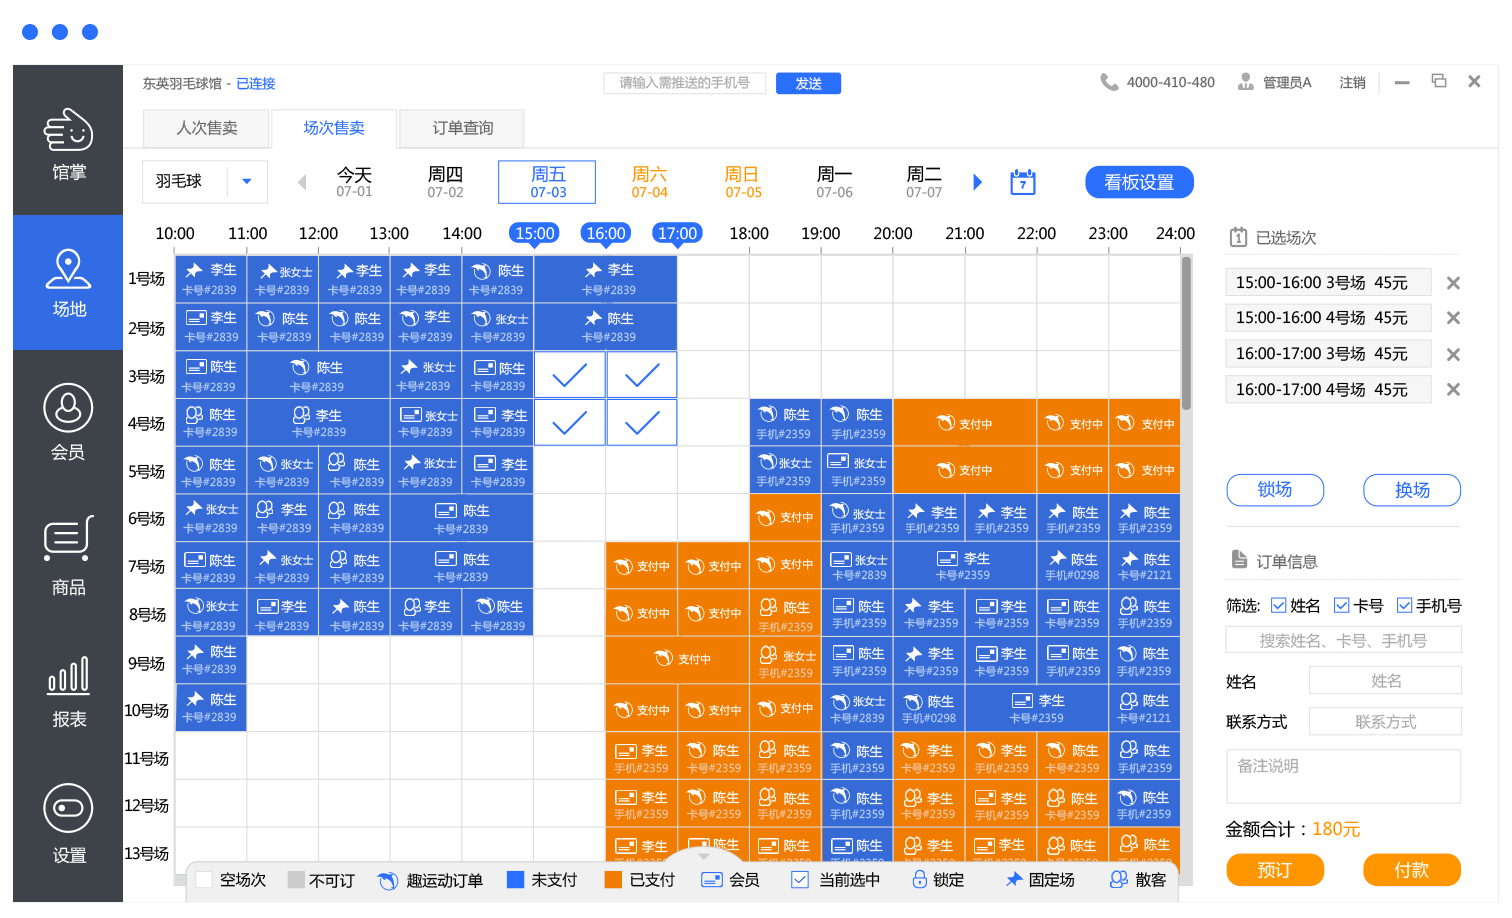 东英羽毛球馆 - 已连接
请输入需推送的手机号 发送
4000-410-480 管理员A 注销
馆掌
场地
会员
商品
报表
设置
人次售卖 场次售卖 订单查询
羽毛球
今天 周四 周五 周六 周日 周一 周二
07-01 07-02 07-03 07-04 07-05 07-06 07-07
7
看板设置
10:00 11:00 12:00 13:00 14:00 15:00 16:00 17:00 18:00 19:00 20:00 21:00 22:00 23:00 24:00
1号场 李生 张女士 李生 李生 陈生 李生
卡号#2839 卡号#2839 卡号#2839 卡号#2839 卡号#2839 卡号#2839
2号场 李生 陈生 陈生 李生 张女士 陈生
卡号#2839 卡号#2839 卡号#2839 卡号#2839 卡号#2839 卡号#2839
3号场 陈生 陈生 张女士 陈生
卡号#2839 卡号#2839 卡号#2839 卡号#2839
4号场 陈生 李生 张女士 李生 陈生 陈生 支付中 支付中 支付中
卡号#2839 卡号#2839 卡号#2839 卡号#2839 手机#2359 手机#2359
5号场 陈生 张女士 陈生 张女士 李生 张女士 张女士 支付中 支付中 支付中
卡号#2839 卡号#2839 卡号#2839 卡号#2839 卡号#2839 手机#2359 手机#2359
6号场 张女士 李生 陈生 陈生 支付中 张女士 李生 李生 陈生 陈生
卡号#2839 卡号#2839 卡号#2839 卡号#2839 手机#2359 手机#2359 手机#2359 手机#2359 手机#2359
7号场 陈生 张女士 陈生 陈生 支付中 支付中 支付中 张女士 李生 陈生 陈生
卡号#2839 卡号#2839 卡号#2839 卡号#2839 卡号#2839 卡号#2359 手机#0298 卡号#2121
8号场 张女士 李生 陈生 李生 陈生 支付中 支付中 陈生 陈生 李生 李生 陈生 陈生
卡号#2839 卡号#2839 卡号#2839 卡号#2839 卡号#2839 手机#2359 手机#2359 手机#2359 卡号#2359 卡号#2359 手机#2359
9号场 陈生 支付中 张女士 陈生 李生 李生 陈生 陈生
卡号#2839 手机#2359 手机#2359 卡号#2359 卡号#2359 卡号#2359 手机#2359
10号场 陈生 支付中 支付中 支付中 张女士 陈生 李生 陈生
卡号#2839 卡号#2839 手机#0298 卡号#2359 卡号#2121
11号场 李生 陈生 陈生 陈生 李生 李生 陈生 陈生
手机#2359 卡号#2359 手机#2359 手机#2359 卡号#2359 手机#2359 卡号#2359 手机#2359
12号场 李生 陈生 陈生 陈生 李生 李生 陈生 陈生
手机#2359 卡号#2359 手机#2359 手机#2359 卡号#2359 手机#2359 卡号#2359 手机#2359
13号场 李生 陈生 陈生 陈生 李生 李生 陈生 陈生
空场次 不可订 趣运动订单 未支付 已支付 会员 当前选中 锁定 固定场 散客
1 已选场次
15:00-16:00 3号场 45元
15:00-16:00 4号场 45元
16:00-17:00 3号场 45元
16:00-17:00 4号场 45元
锁场 换场
订单信息
筛选: 姓名 卡号 手机号
搜索姓名、卡号、手机号
姓名 姓名
联系方式 联系方式
备注说明
金额合计：180元
预订 付款